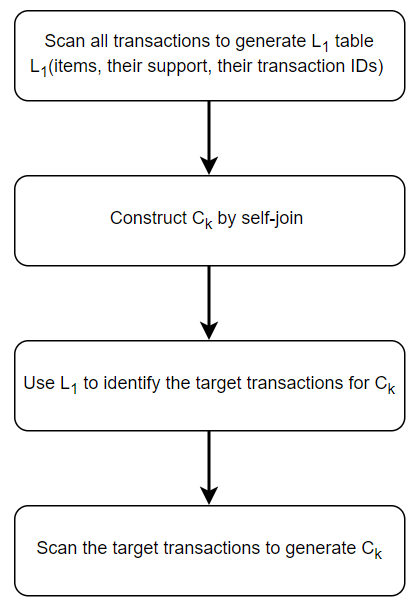 Scan all transactions to generate L₁ table
L₁(items, their support, their transaction IDs)
Construct Cₖ by self-join
Use L₁ to identify the target transactions for Cₖ
Scan the target transactions to generate Cₖ